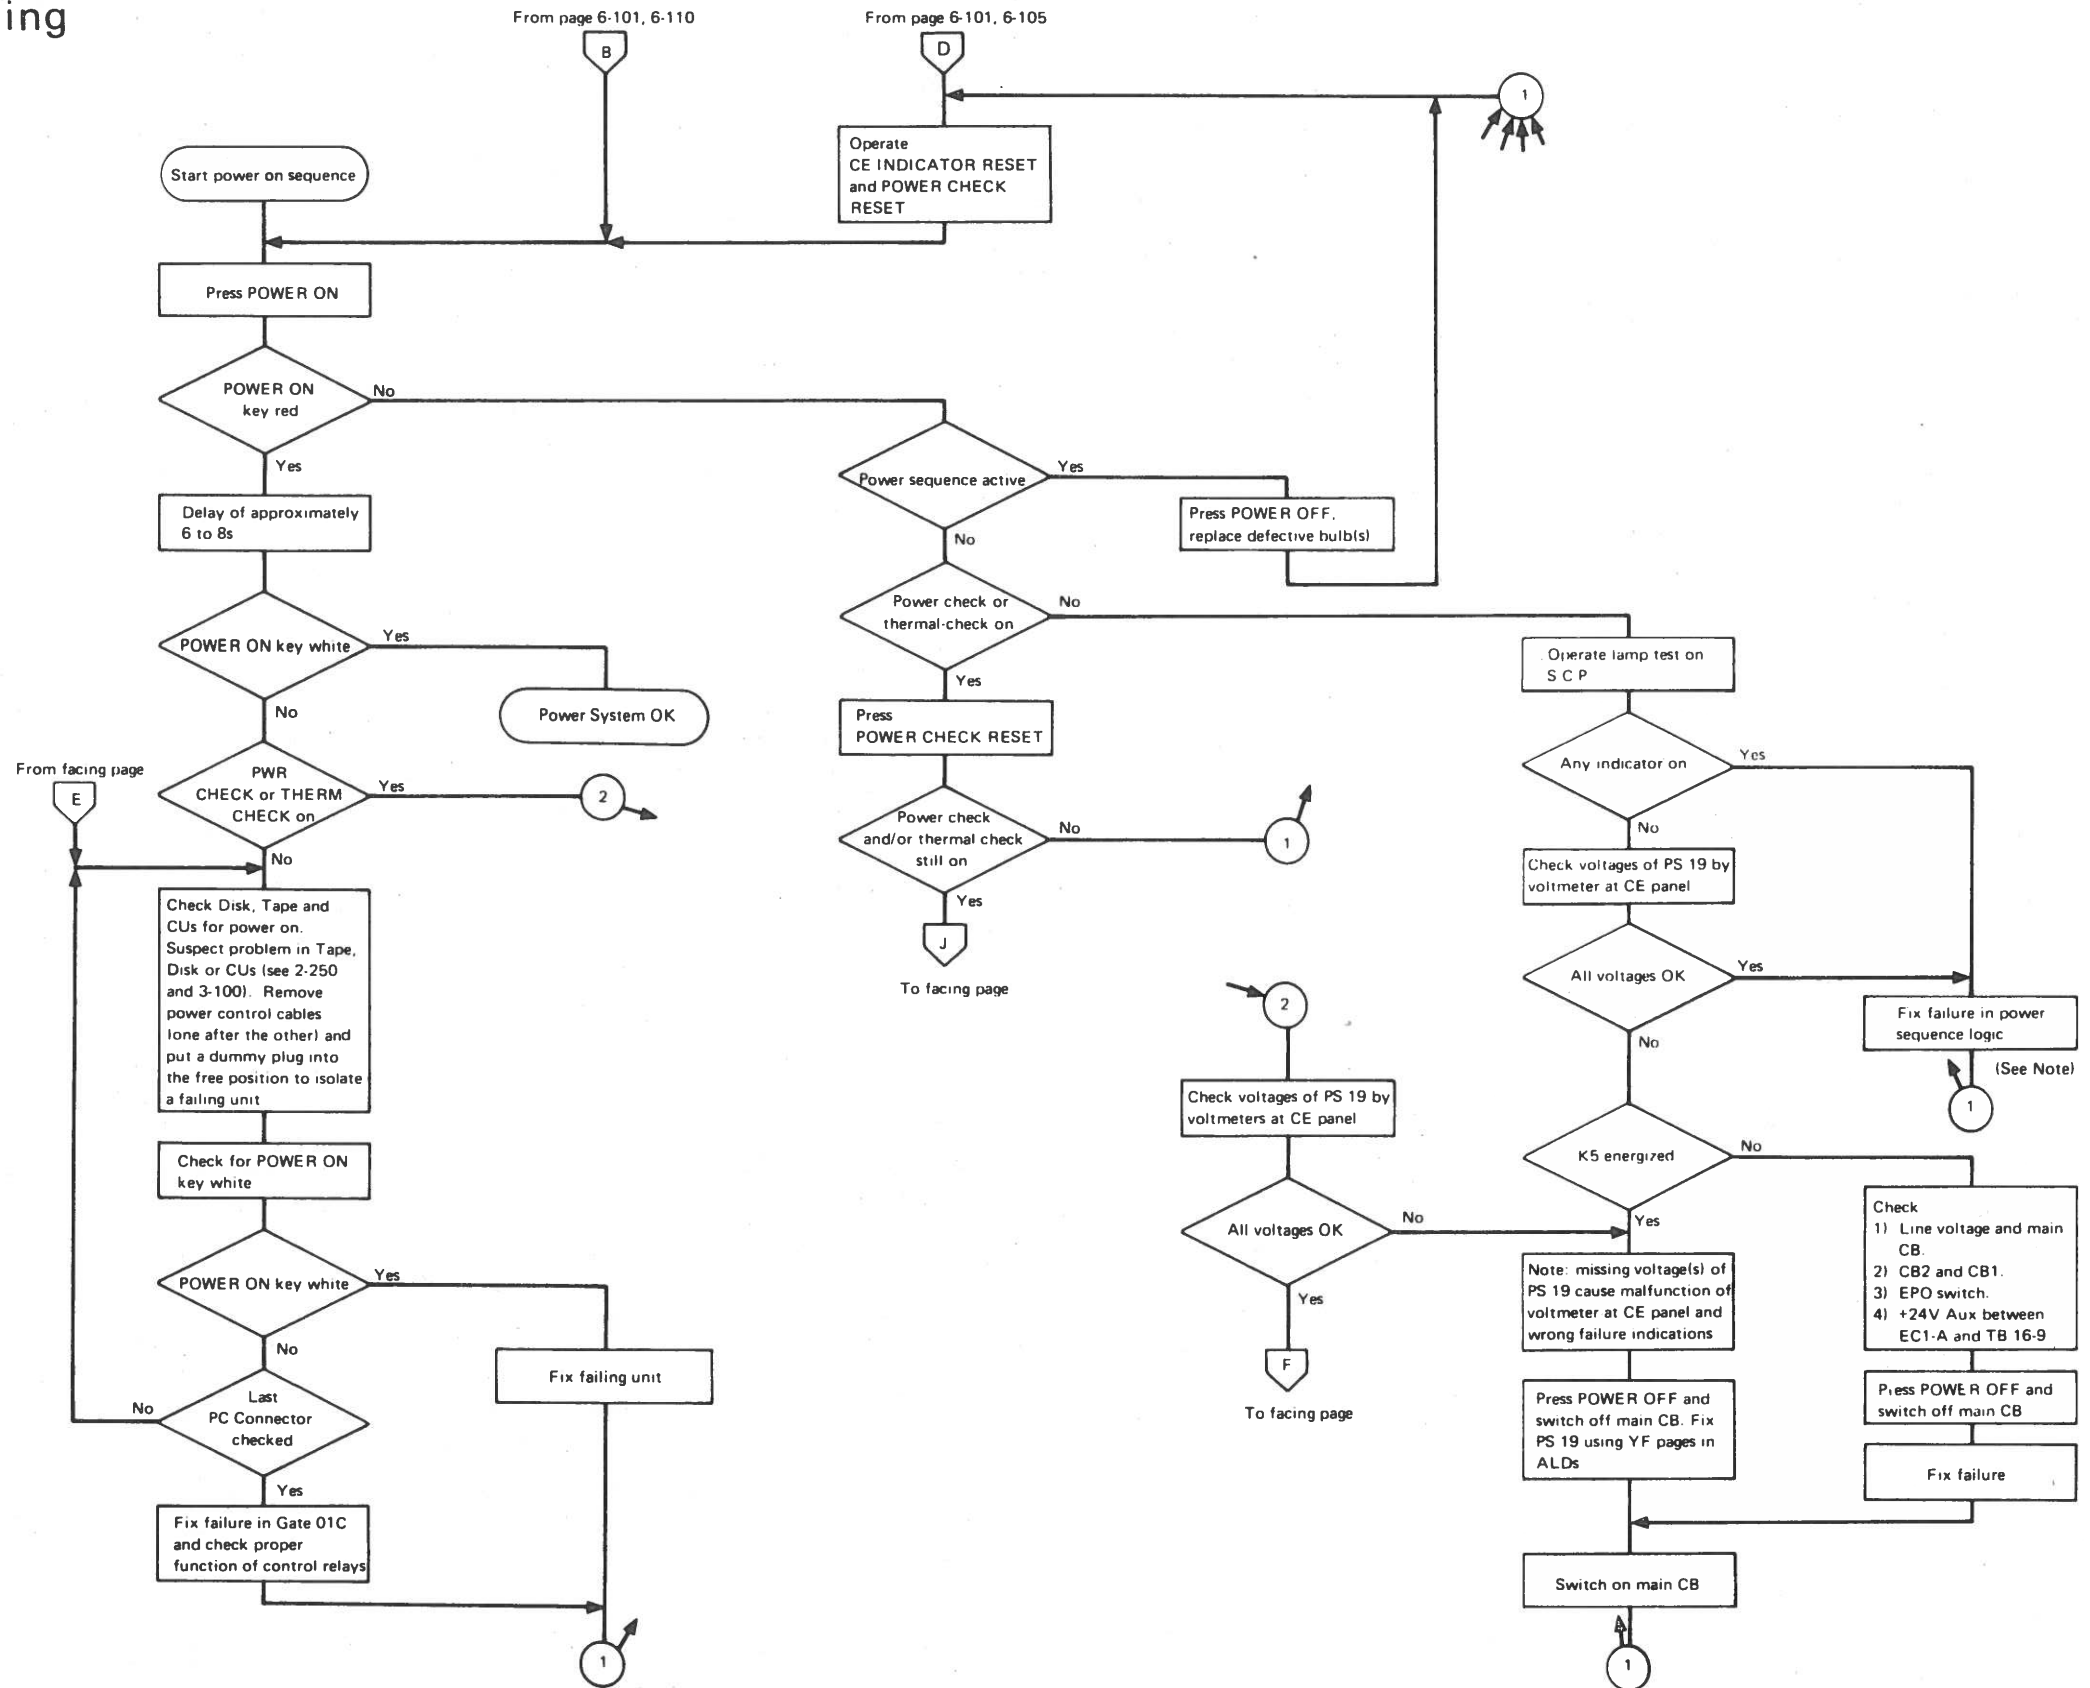 ing
From page 6-101, 6-110
B
From page 6-101, 6-105
D
1
Operate
CE INDICATOR RESET
and POWER CHECK
RESET
Start power on sequence
Press POWER ON
POWER ON
key red
No
Yes
Delay of approximately
6 to 8s
POWER ON key white
Yes
Power System OK
No
PWR
CHECK or THERM
CHECK on
Yes
2
No
From facing page
E
Check Disk, Tape and
CUs for power on.
Suspect problem in Tape,
Disk or CUs (see 2-250
and 3-100). Remove
power control cables
(one after the other) and
put a dummy plug into
the free position to isolate
a failing unit
Check for POWER ON
key white
POWER ON key white
Yes
No
Fix failing unit
Last
PC Connector
checked
No
Yes
Fix failure in Gate 01C
and check proper
function of control relays
1
Power sequence active
Yes
Press POWER OFF,
replace defective bulb(s)
No
Power check or
thermal-check on
No
Yes
Press
POWER CHECK RESET
Power check
and/or thermal check
still on
No
1
Yes
J
To facing page
2
Check voltages of PS 19 by
voltmeters at CE panel
All voltages OK
No
Yes
F
To facing page
Operate lamp test on
S C P
Any indicator on
Yes
No
Check voltages of PS 19 by
voltmeter at CE panel
All voltages OK
Yes
No
Fix failure in power
sequence logic
(See Note)
1
K5 energized
No
Yes
Note: missing voltage(s) of
PS 19 cause malfunction of
voltmeter at CE panel and
wrong failure indications
Press POWER OFF and
switch off main CB. Fix
PS 19 using YF pages in
ALDs
Check
1) Line voltage and main
CB.
2) CB2 and CB1.
3) EPO switch.
4) +24V Aux between
EC1-A and TB 16-9
Press POWER OFF and
switch off main CB
Fix failure
Switch on main CB
1